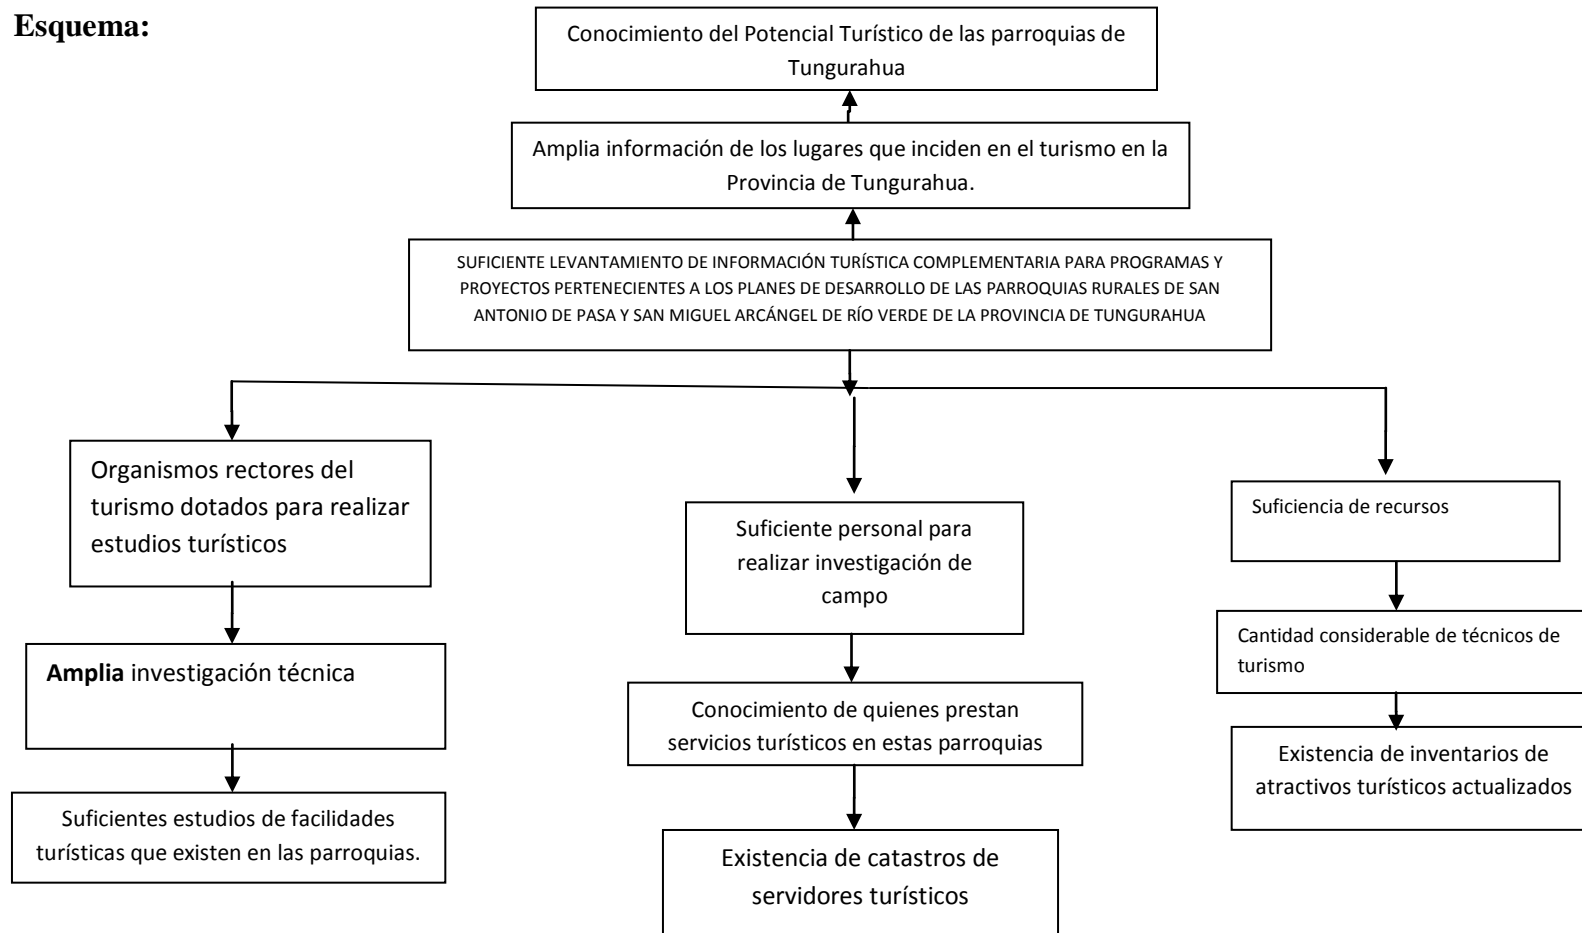 Esquema:
Conocimiento del Potencial Turístico de las parroquias de
Tungurahua
Amplia información de los lugares que inciden en el turismo en la
Provincia de Tungurahua.
SUFICIENTE LEVANTAMIENTO DE INFORMACIÓN TURÍSTICA COMPLEMENTARIA PARA PROGRAMAS Y
PROYECTOS PERTENECIENTES A LOS PLANES DE DESARROLLO DE LAS PARROQUIAS RURALES DE SAN
ANTONIO DE PASA Y SAN MIGUEL ARCÁNGEL DE RÍO VERDE DE LA PROVINCIA DE TUNGURAHUA
Organismos rectores del
turismo dotados para realizar
estudios turísticos
Amplia investigación técnica
Suficientes estudios de facilidades
turísticas que existen en las parroquias.
Suficiente personal para
realizar investigación de
campo
Conocimiento de quienes prestan
servicios turísticos en estas parroquias
Existencia de catastros de
servidores turísticos
Suficiencia de recursos
Cantidad considerable de técnicos de
turismo
Existencia de inventarios de
atractivos turísticos actualizados